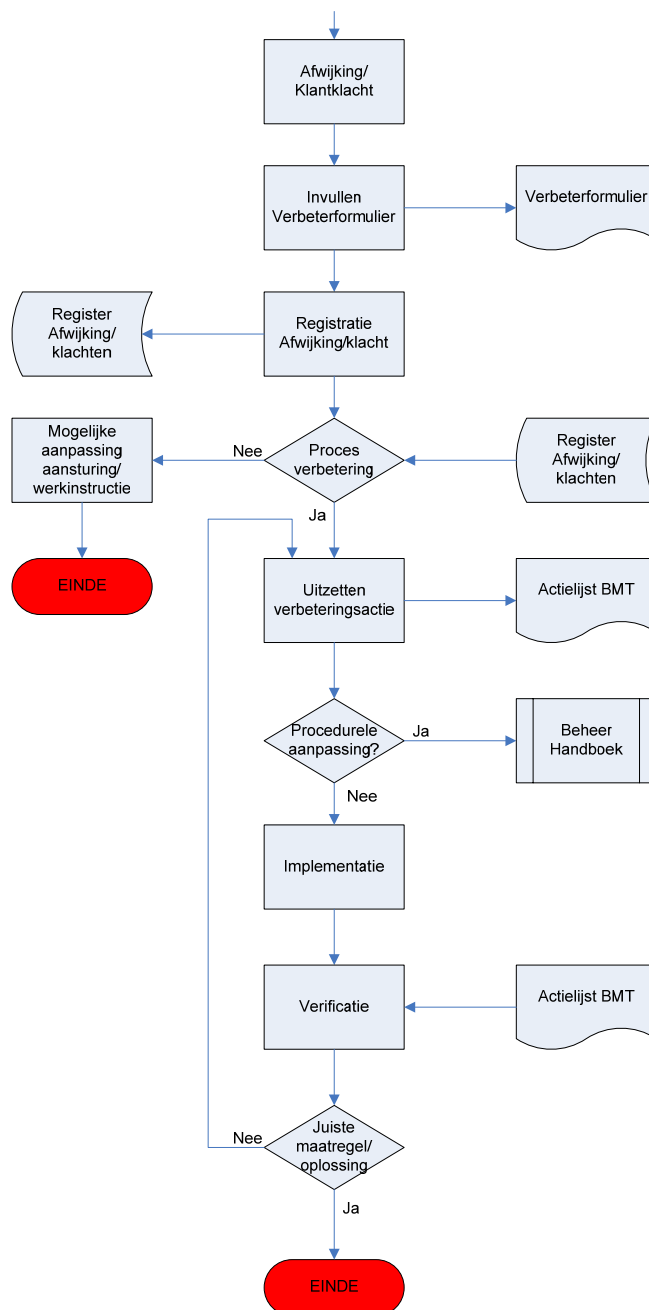 Afwijking/
Klantklacht
Invullen
Verbeterformulier
Verbeterformulier
Register
Afwijking/
klachten
Registratie
Afwijking/klacht
Mogelijke
aanpassing
aansturing/
werkinstructie
Nee
Proces
verbetering
Register
Afwijking/
klachten
Ja
EINDE
Uitzetten
verbeteringsactie
Actielijst BMT
Procedurele
aanpassing?
Ja
Beheer
Handboek
Nee
Implementatie
Verificatie
Actielijst BMT
Nee
Juiste
maatregel/
oplossing
Ja
EINDE